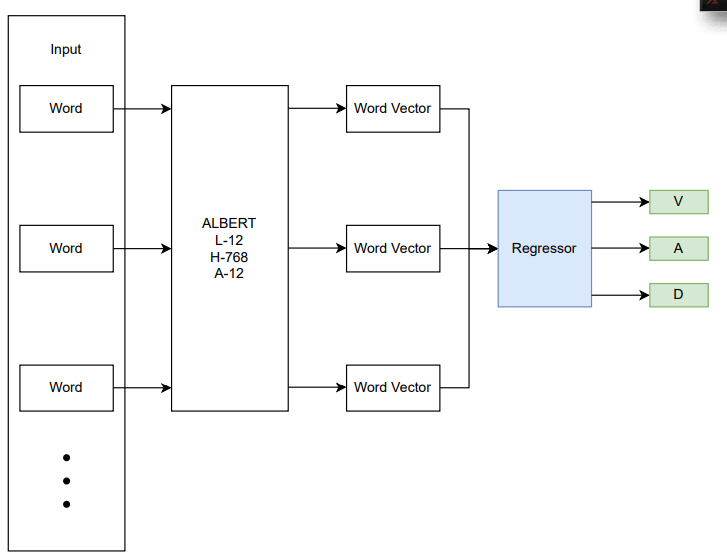 Input
Word
Word
Word
ALBERT
L-12
H-768
A-12
Word Vector
Word Vector
Word Vector
Regressor
V
A
D